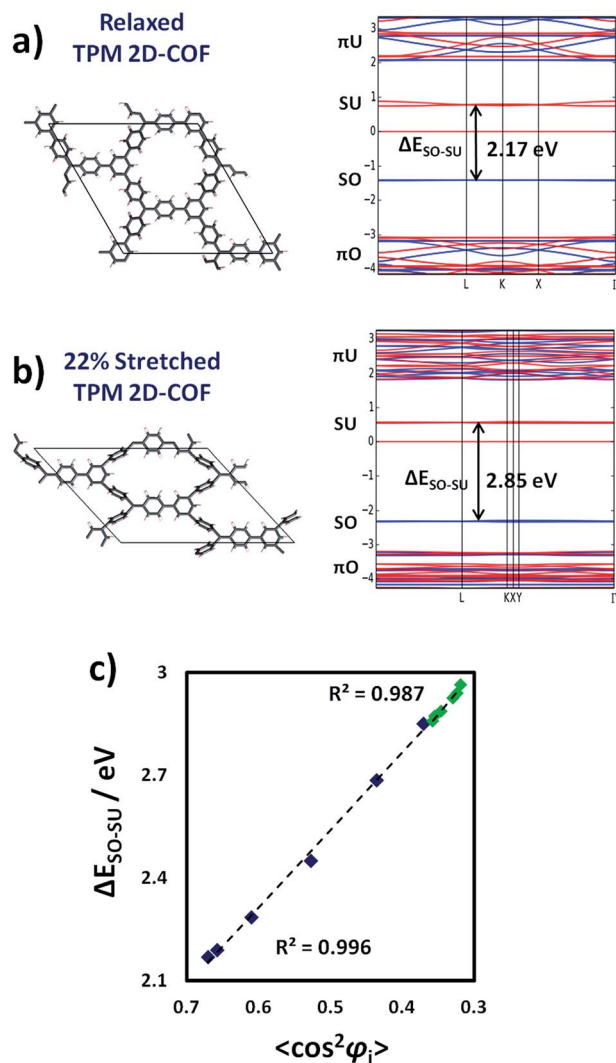 a)
Relaxed
TPM 2D-COF
πU
SU
SO
πO
3
2
1
0
−1
−2
−3
−4
ΔE_SO-SU 2.17 eV
L K X Γ
b)
22% Stretched
TPM 2D-COF
πU
SU
SO
πO
3
2
1
0
−1
−2
−3
−4
ΔE_SO-SU 2.85 eV
L KXY
c)
ΔE_SO-SU / eV
3
2.7
2.4
2.1
R² = 0.987
R² = 0.996
0.7 0.6 0.5 0.4 0.3
<cos²φᵢ>